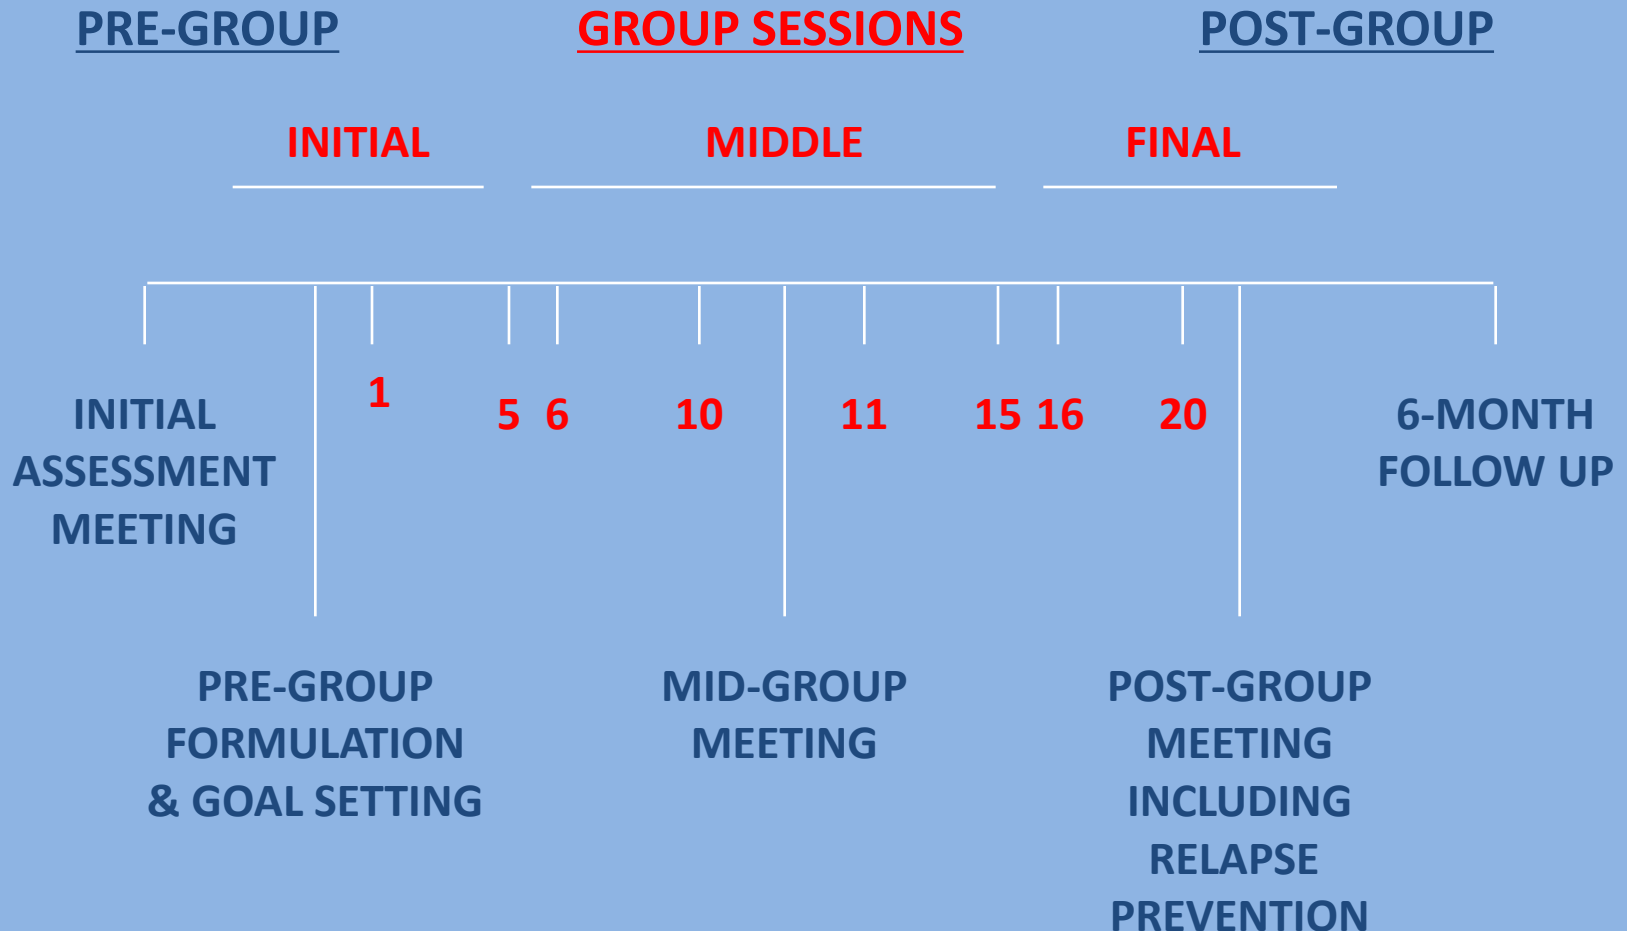 PRE-GROUP GROUP SESSIONS POST-GROUP
INITIAL MIDDLE FINAL
1 5 6 10 11 15 16 20
INITIAL
ASSESSMENT
MEETING
6-MONTH
FOLLOW UP
PRE-GROUP
FORMULATION
& GOAL SETTING
MID-GROUP
MEETING
POST-GROUP
MEETING
INCLUDING
RELAPSE
PREVENTION